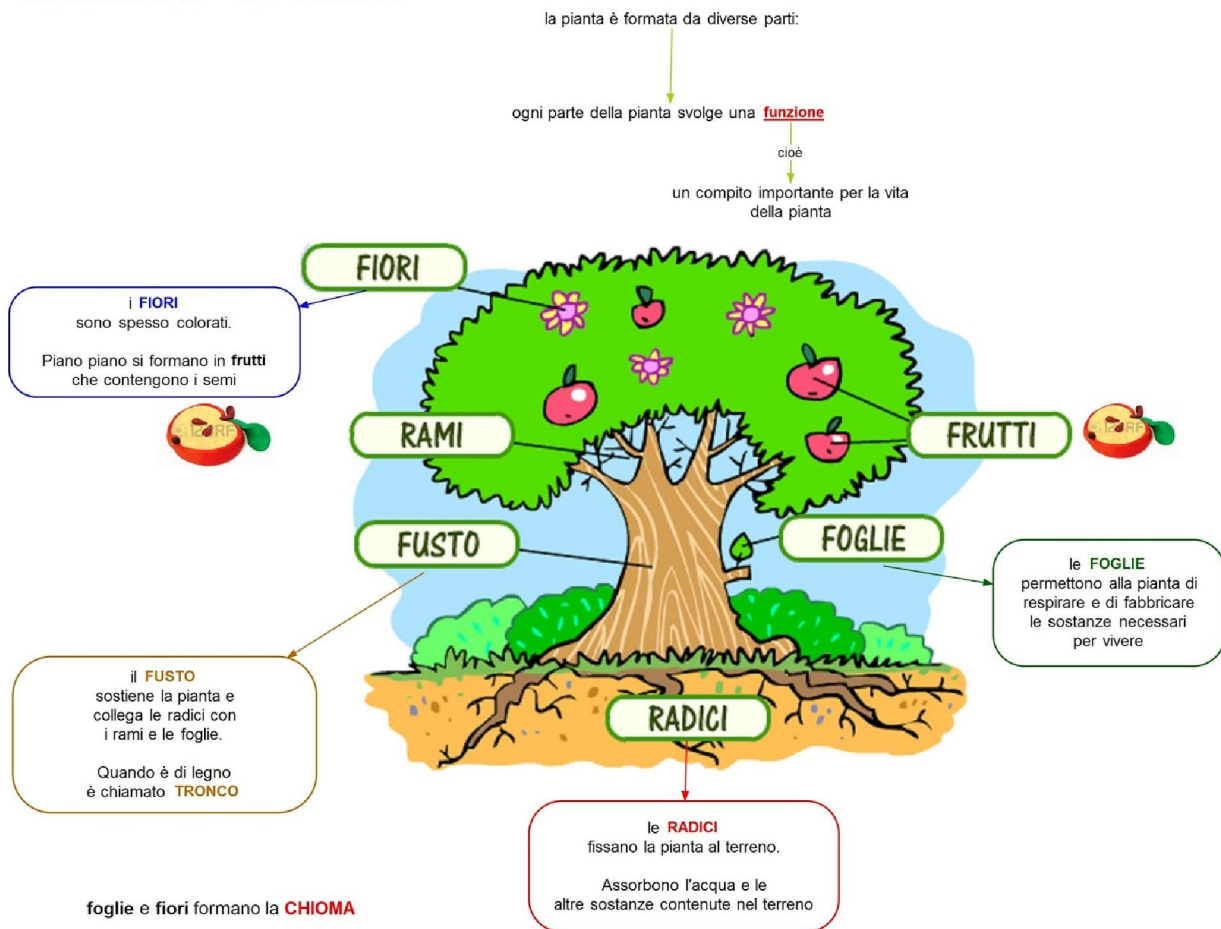 la pianta è formata da diverse parti:
ogni parte della pianta svolge una funzione
cioè
un compito importante per la vita
della pianta
FIORI
i FIORI
sono spesso colorati.
Piano piano si formano in frutti
che contengono i semi
RAMI
FRUTTI
FUSTO
FOGLIE
le FOGLIE
permettono alla pianta di
respirare e di fabbricare
le sostanze necessari
per vivere
il FUSTO
sostiene la pianta e
collega le radici con
i rami e le foglie.
Quando è di legno
è chiamato TRONCO
RADICI
le RADICI
fissano la pianta al terreno.
Assorbono l'acqua e le
altre sostanze contenute nel terreno
foglie e fiori formano la CHIOMA